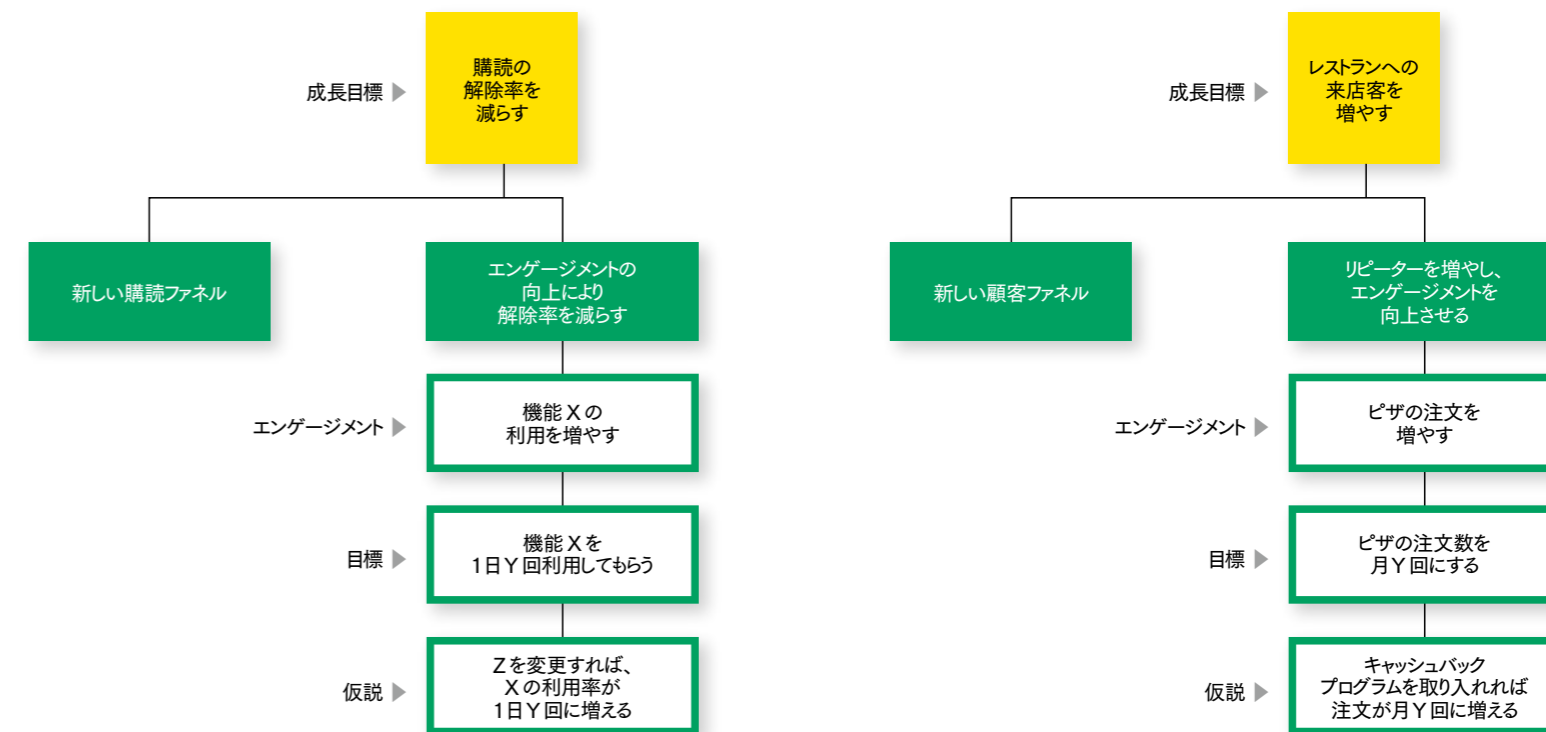 成長目標 ▶
購読の
解除率を
減らす
新しい購読ファネル
エンゲージメントの
向上により
解除率を減らす
エンゲージメント ▶
機能Xの
利用を増やす
目標 ▶
機能Xを
1日Y回利用してもらう
仮説 ▶
Zを変更すれば、
Xの利用率が
1日Y回に増える
成長目標 ▶
レストランへの
来店客を
増やす
新しい顧客ファネル
リピーターを増やし、
エンゲージメントを
向上させる
エンゲージメント ▶
ピザの注文を
増やす
目標 ▶
ピザの注文数を
月Y回にする
仮説 ▶
キャッシュバック
プログラムを取り入れれば
注文が月Y回に増える